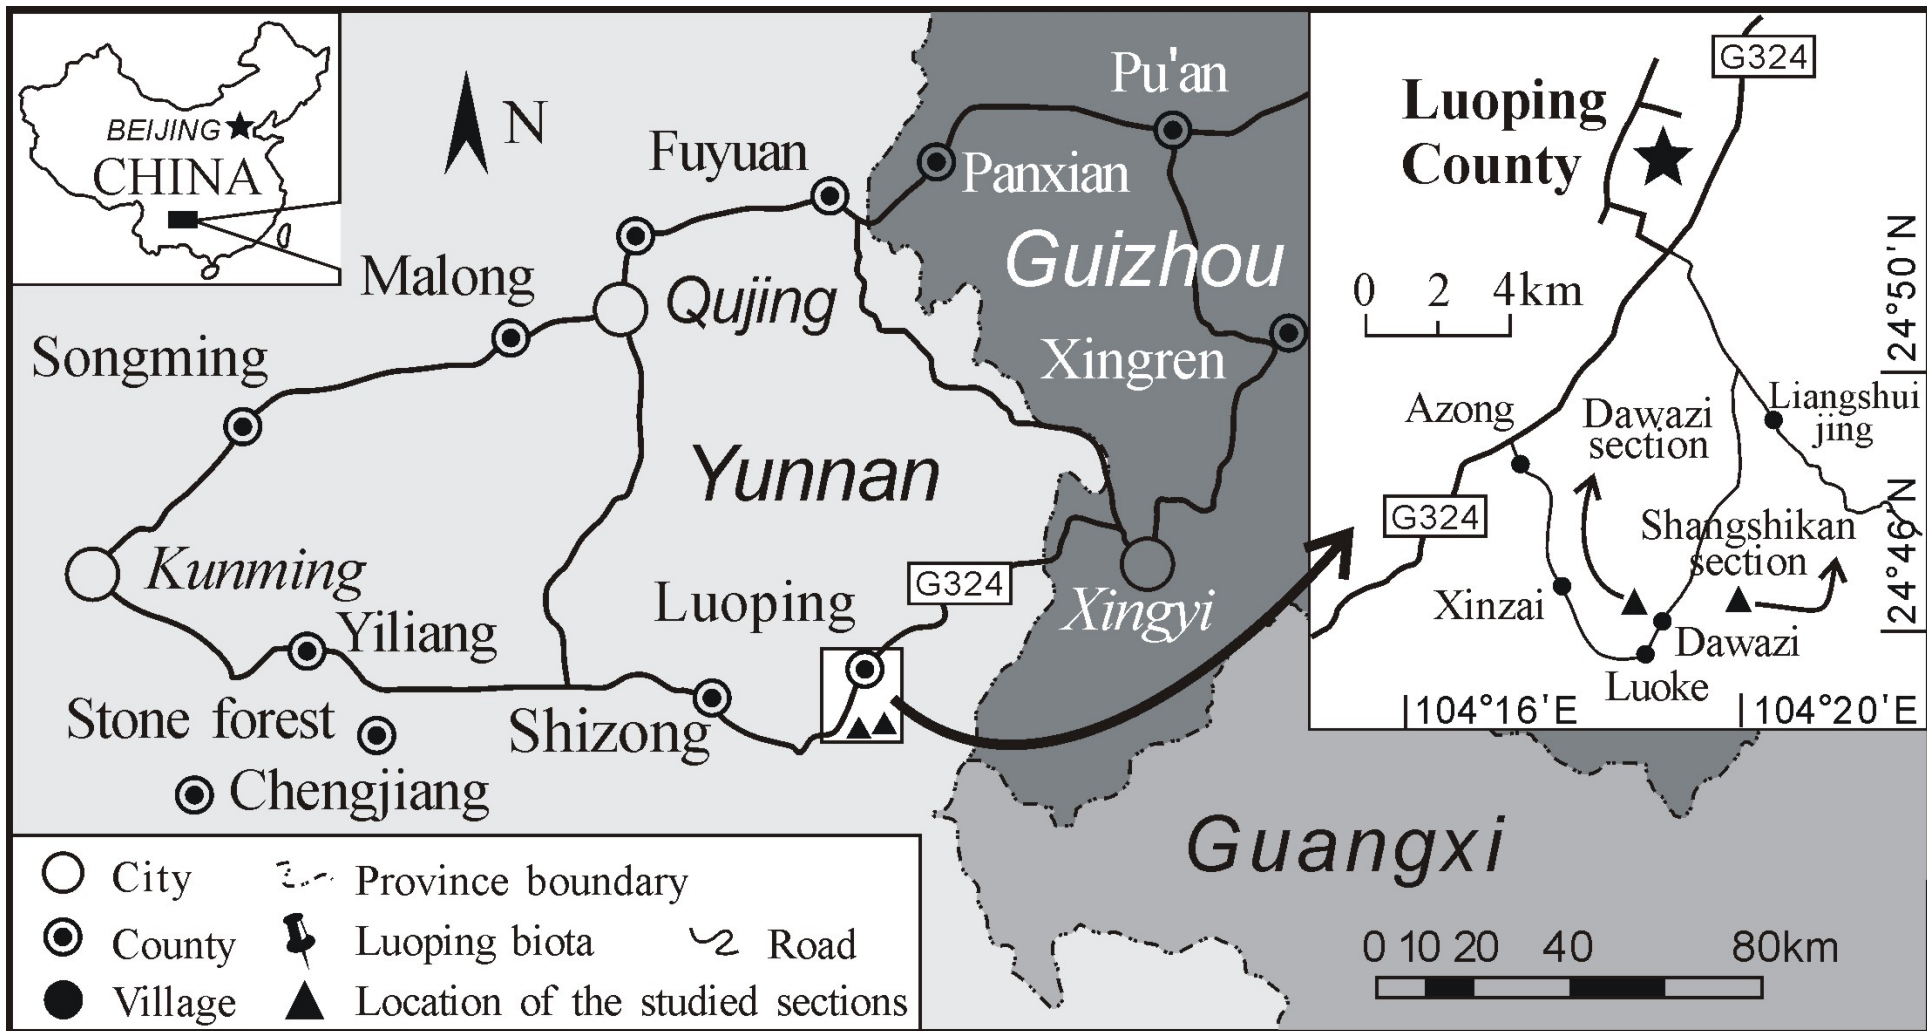 BEIJING
CHINA
N
Fuyuan
Pu'an
Panxian
Guizhou
Malong
Qujing
Songming
Xingren
Yunnan
Kunming
Yiliang
Luoping
G324
Xingyi
Stone forest
Shizong
Chengjiang
Guangxi
G324
Luoping
County
0 2 4km
24°50'N
Azong
Dawazi
section
Liangshui
jing
G324
Shangshikan
section
24°46'N
Xinzai
Dawazi
Luoke
104°16'E
104°20'E
City
Province boundary
County
Luoping biota
Road
Village
Location of the studied sections
0 10 20 40 80km